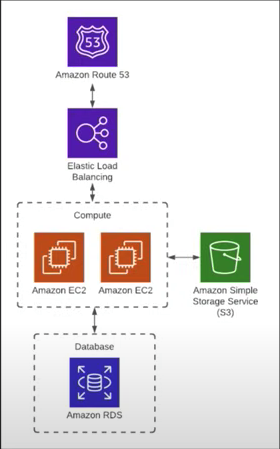 53
Amazon Route 53
Elastic Load
Balancing
Compute
Amazon EC2
Amazon EC2
Amazon Simple
Storage Service
(S3)
Database
Amazon RDS